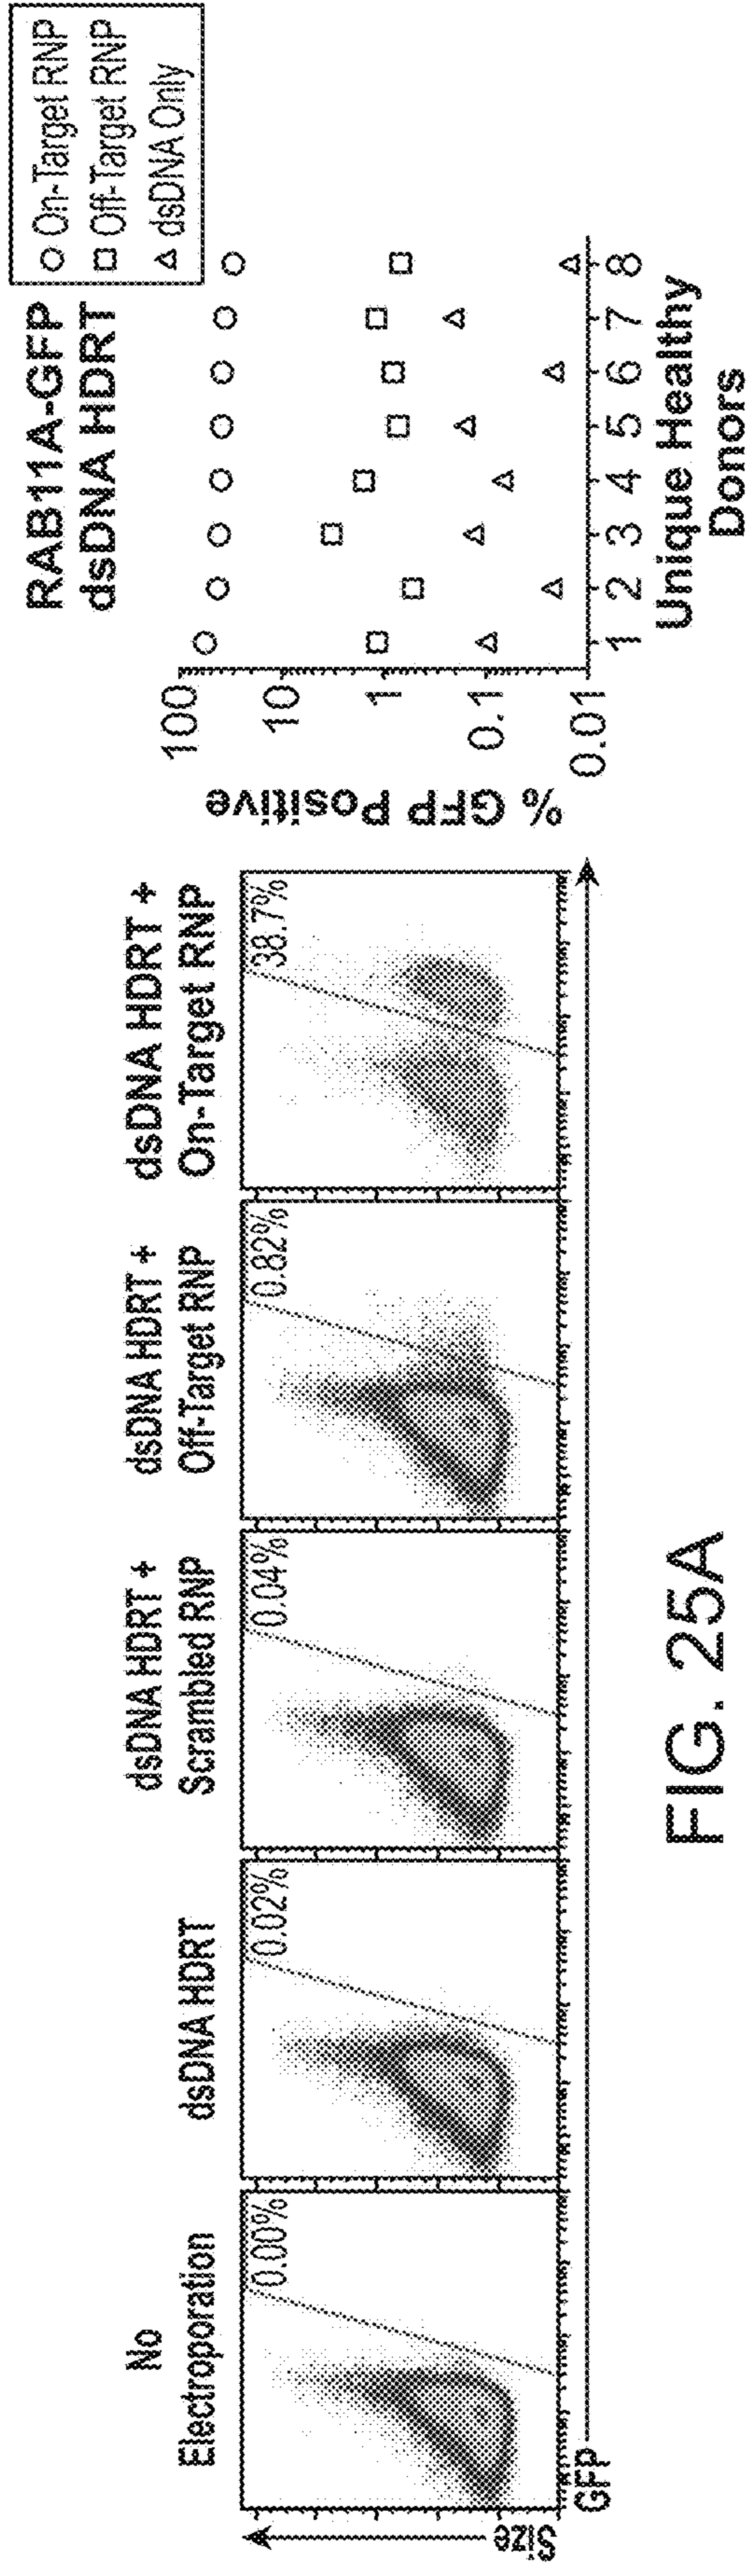 No
Electroporation
dsDNA HDRT
dsDNA HDRT +
Scrambled RNP
dsDNA HDRT +
Off-Target RNP
dsDNA HDRT +
On-Target RNP
0.00%
0.02%
0.04%
0.82%
38.7%
Size
GFP
RAB11A-GFP
dsDNA HDRT
On-Target RNP
Off-Target RNP
dsDNA Only
% GFP Positive
100
10
1
0.1
0.01
1 2 3 4 5 6 7 8
Unique Healthy
Donors
FIG. 25A